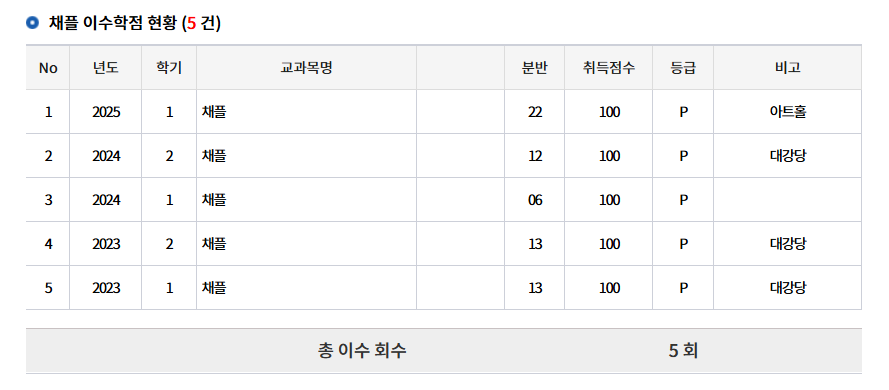 채플 이수학점 현황 (5 건)
No 년도 학기 교과목명 분반 취득점수 등급 비고
1 2025 1 채플 22 100 P 아트홀
2 2024 2 채플 12 100 P 대강당
3 2024 1 채플 06 100 P
4 2023 2 채플 13 100 P 대강당
5 2023 1 채플 13 100 P 대강당
총 이수 회수 5 회